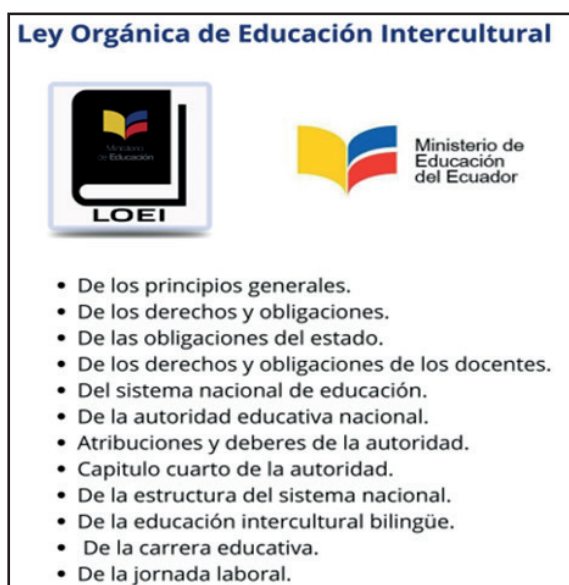 Ley Orgánica de Educación Intercultural
Ministerio
de Educación
LOEI
Ministerio de
Educación
del Ecuador
• De los principios generales.
• De los derechos y obligaciones.
• De las obligaciones del estado.
• De los derechos y obligaciones de los docentes.
• Del sistema nacional de educación.
• De la autoridad educativa nacional.
• Atribuciones y deberes de la autoridad.
• Capitulo cuarto de la autoridad.
• De la estructura del sistema nacional.
• De la educación intercultural bilingüe.
• De la carrera educativa.
• De la jornada laboral.